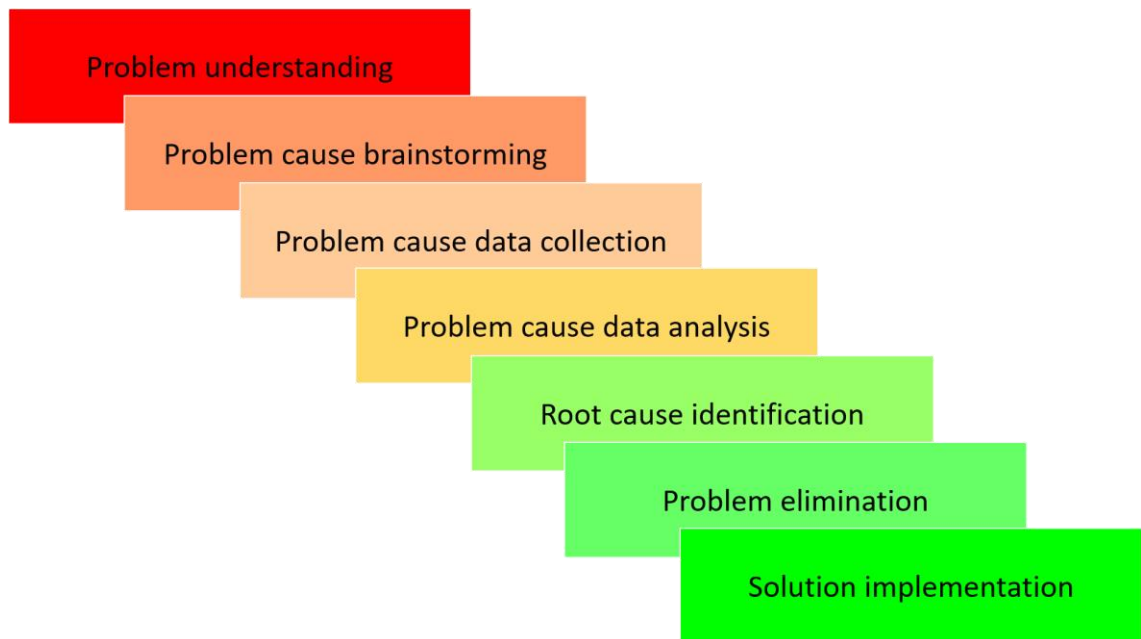 Problem understanding
Problem cause brainstorming
Problem cause data collection
Problem cause data analysis
Root cause identification
Problem elimination
Solution implementation